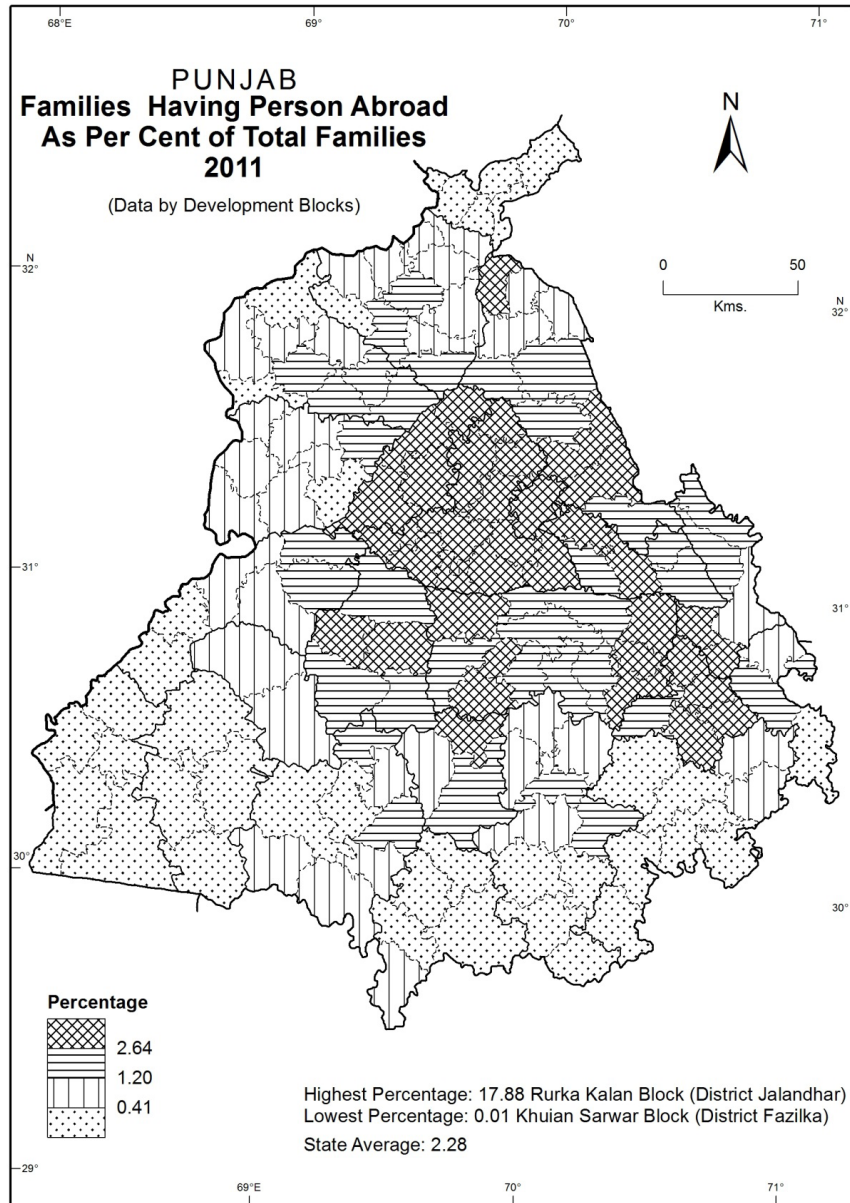 68°E 69° 70° 71°
PUNJAB
Families Having Person Abroad
As Per Cent of Total Families
2011
(Data by Development Blocks)
N
N
32°
0 50
Kms.
N
32°
31°
31°
30°
30°
Percentage
2.64
1.20
0.41
Highest Percentage: 17.88 Rurka Kalan Block (District Jalandhar)
Lowest Percentage: 0.01 Khuian Sarwar Block (District Fazilka)
State Average: 2.28
29°
69°E 70° 71°